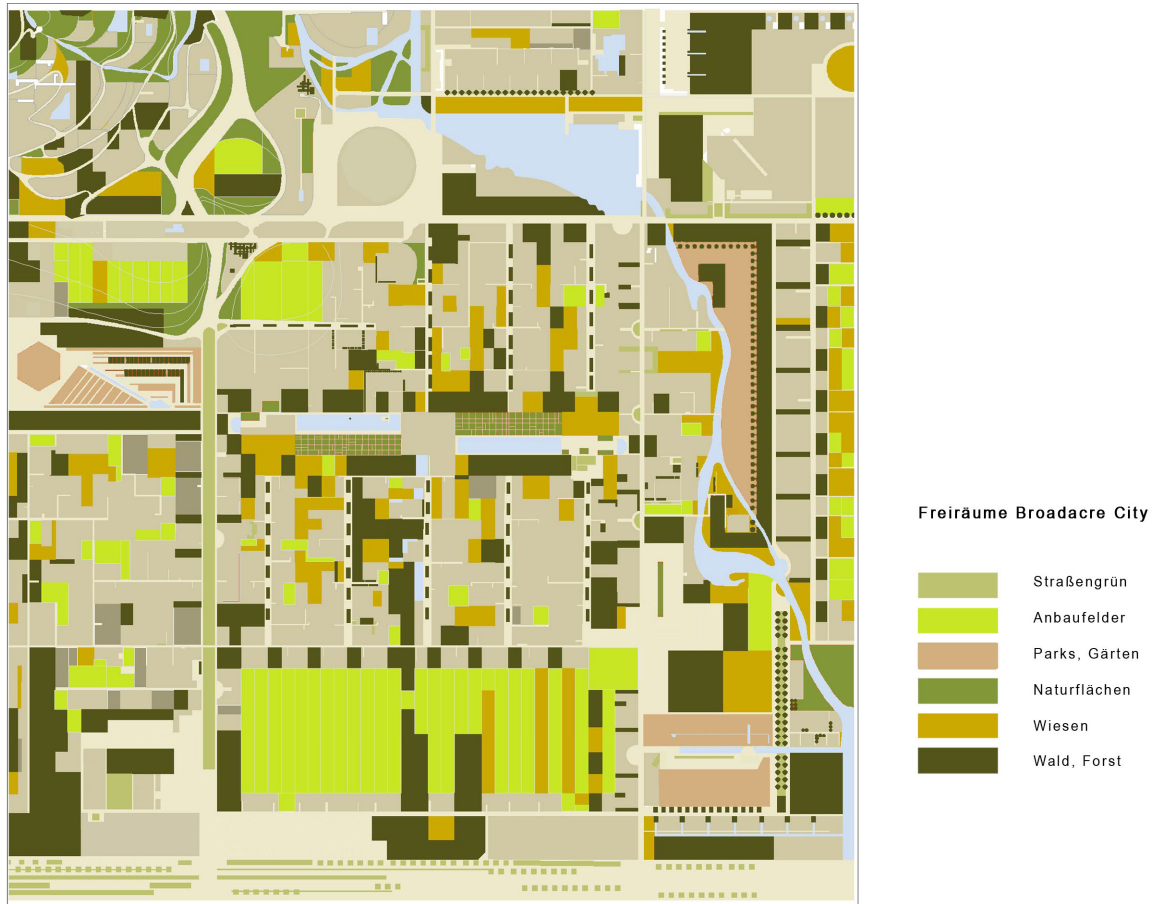 Freiräume Broadacre City
Straßengrün
Anbaufelder
Parks, Gärten
Naturflächen
Wiesen
Wald, Forst